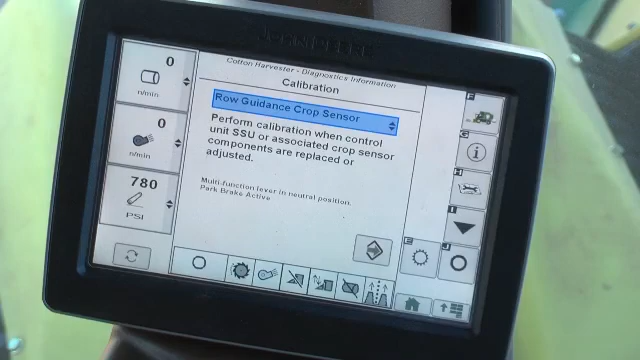 JOHN DEERE
Cotton Harvester - Diagnostics Information
Calibration
Row Guidance Crop Sensor
Perform calibration when control
unit SSU or associated crop sensor
components are replaced or
adjusted.
Multi-function lever in neutral position.
Park Brake Active
0
n/min
0
n/min
780
PSI
E
G
H
I
E
J